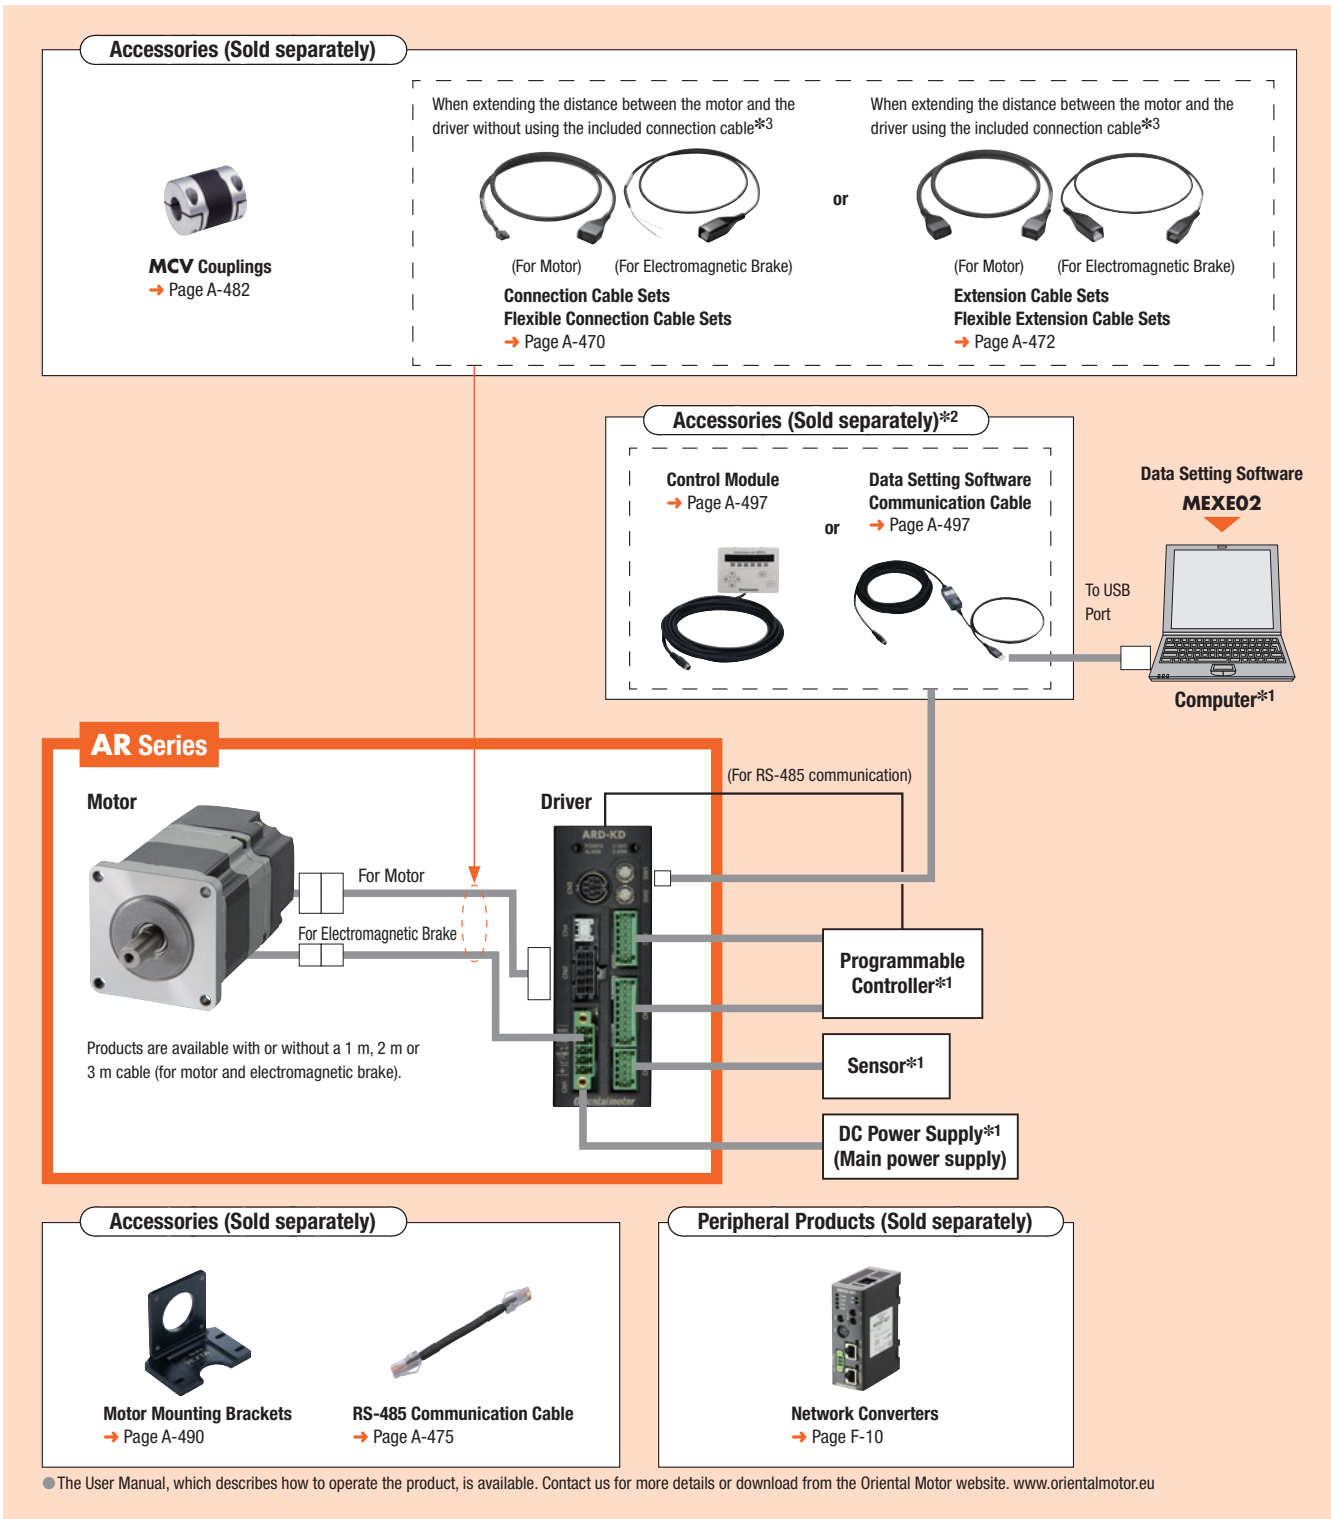 Accessories (Sold separately)
When extending the distance between the motor and the
driver without using the included connection cable✻3
When extending the distance between the motor and the
driver using the included connection cable✻3
or
(For Motor)
(For Electromagnetic Brake)
(For Motor)
(For Electromagnetic Brake)
MCV Couplings
➜ Page A-482
Connection Cable Sets
Flexible Connection Cable Sets
➜ Page A-470
Extension Cable Sets
Flexible Extension Cable Sets
➜ Page A-472
Accessories (Sold separately)✻2
Control Module
➜ Page A-497
or
Data Setting Software
Communication Cable
➜ Page A-497
Data Setting Software
MEXE02
To USB
Port
Computer✻1
AR Series
(For RS-485 communication)
Motor
Driver
ARD-KD
For Motor
For Electromagnetic Brake
Programmable
Controller✻1
Products are available with or without a 1 m, 2 m or
3 m cable (for motor and electromagnetic brake).
Sensor✻1
Orientalmotor
DC Power Supply✻1
(Main power supply)
Accessories (Sold separately)
Motor Mounting Brackets
➜ Page A-490
RS-485 Communication Cable
➜ Page A-475
Peripheral Products (Sold separately)
Network Converters
➜ Page F-10
●The User Manual, which describes how to operate the product, is available. Contact us for more details or download from the Oriental Motor website. www.orientalmotor.eu